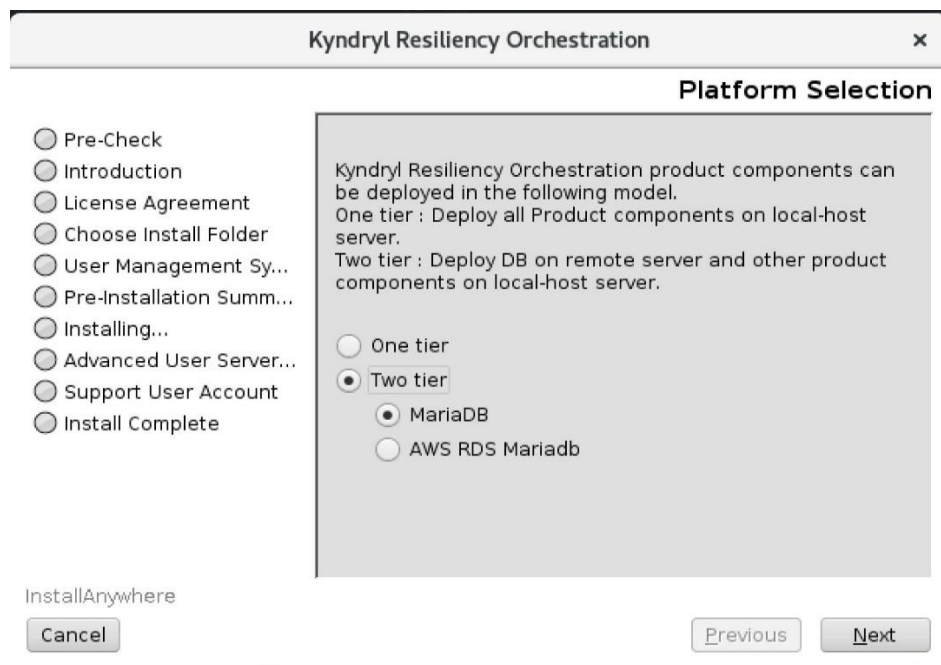 Kyndryl Resiliency Orchestration
Platform Selection
Pre-Check
Introduction
License Agreement
Choose Install Folder
User Management Sy...
Pre-Installation Summ...
Installing...
Advanced User Server...
Support User Account
Install Complete
Kyndryl Resiliency Orchestration product components can
be deployed in the following model.
One tier : Deploy all Product components on local-host
server.
Two tier : Deploy DB on remote server and other product
components on local-host server.
One tier
Two tier
MariaDB
AWS RDS Mariadb
InstallAnywhere
Cancel
Previous
Next